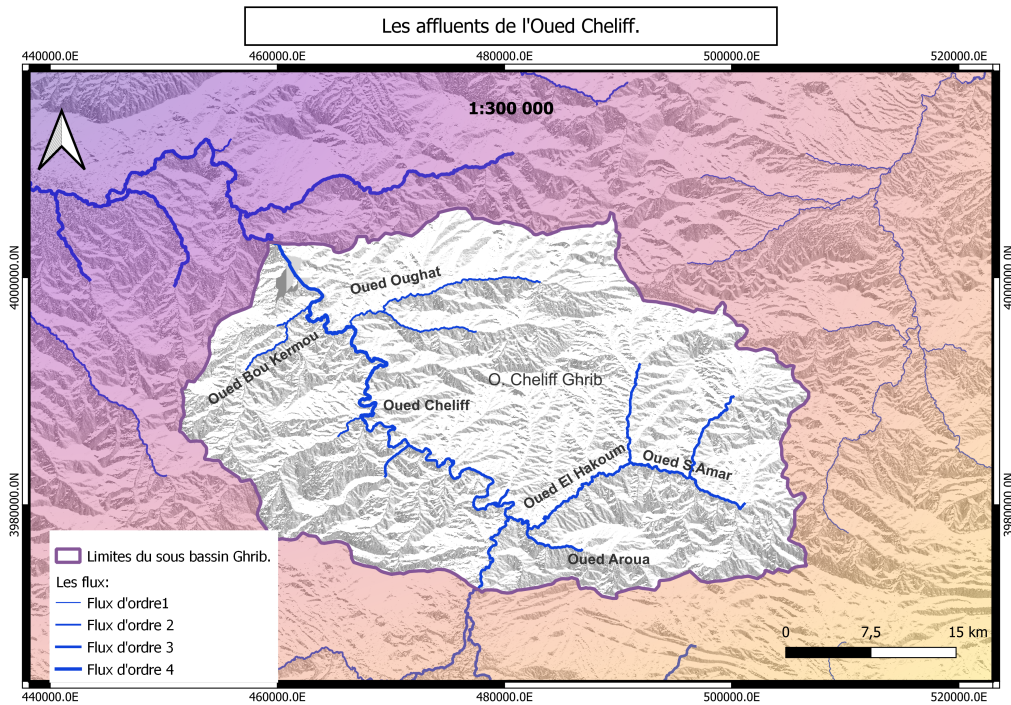 Les affluents de l'Oued Cheliff.
440000.0E 460000.0E 480000.0E 500000.0E 520000.0E
1:300 000
4000000.0N
4000000.0N
Oued Oughat
Oued Bou Kermou
O. Cheliff Ghrib
Oued Cheliff
Oued El Hakoum
Oued S Amar
3980000.0N
3980000.0N
Oued Aroua
Limites du sous bassin Ghrib.
Les flux:
Flux d'ordre1
Flux d'ordre 2
Flux d'ordre 3
Flux d'ordre 4
0 7,5 15 km
440000.0E 460000.0E 480000.0E 500000.0E 520000.0E